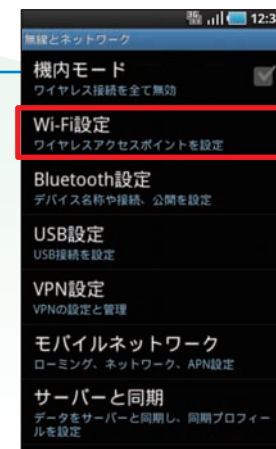 3G 12:3
無線とネットワーク
機内モード
ワイヤレス接続を全て無効
Wi-Fi設定
ワイヤレスアクセスポイントを設定
Bluetooth設定
デバイス名称や接続、公開を設定
USB設定
USB接続を設定
VPN設定
VPNの設定と管理
モバイルネットワーク
ローミング、ネットワーク、APN設定
サーバーと同期
データをサーバーと同期し、同期プロフィー
ルを設定